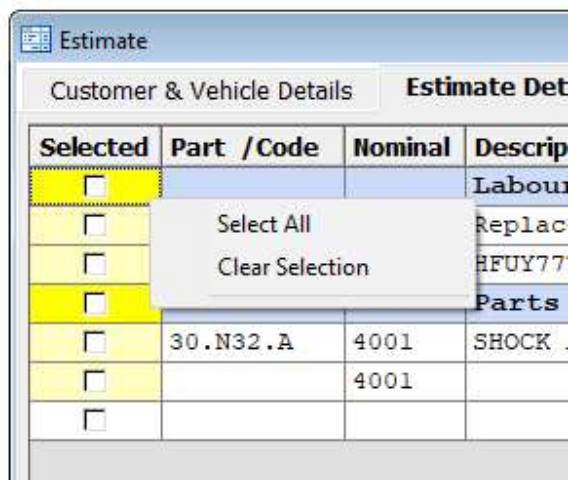 Estimate
Customer & Vehicle Details Estimate Det
Selected Part /Code Nominal Descrip
Labour
Select All Replac
Clear Selection HFUY77
Parts
30.N32.A 4001 SHOCK
4001